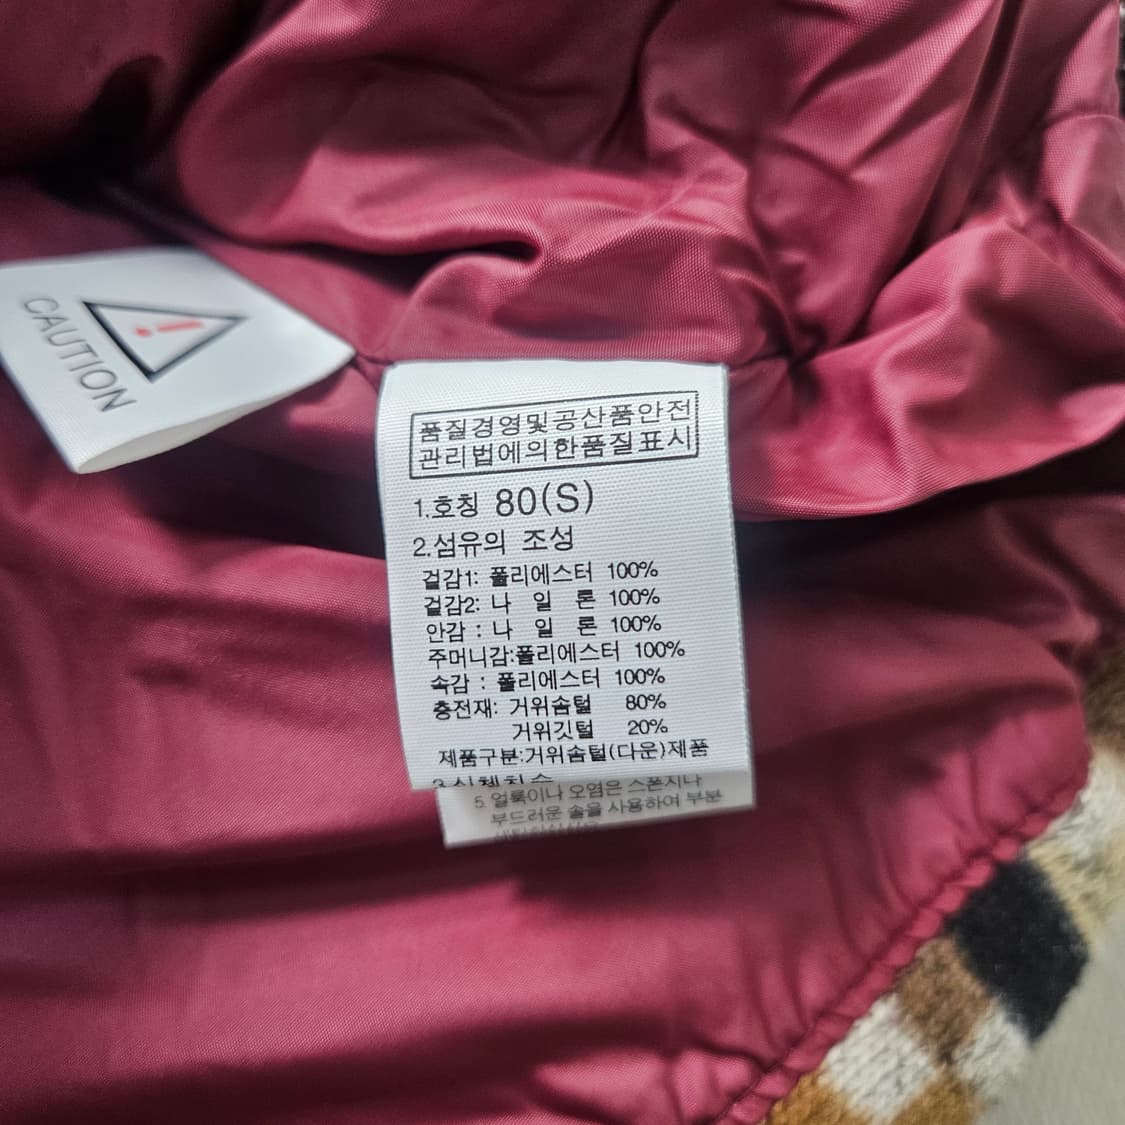 CAUTION
품질경영및공산품안전
관리법에의한품질표시
1.호칭 80(S)
2.섬유의 조성
겉감1: 폴리에스터 100%
겉감2: 나 일 론 100%
안감 : 나 일 론 100%
주머니감:폴리에스터 100%
속감 : 폴리에스터 100%
충전재: 거위솜털 80%
거위깃털 20%
제품구분:거위솜털(다운)제품
3.신체치수
5. 얼룩이나 오염은 스폰지나
부드러운 솔을 사용하여 부분